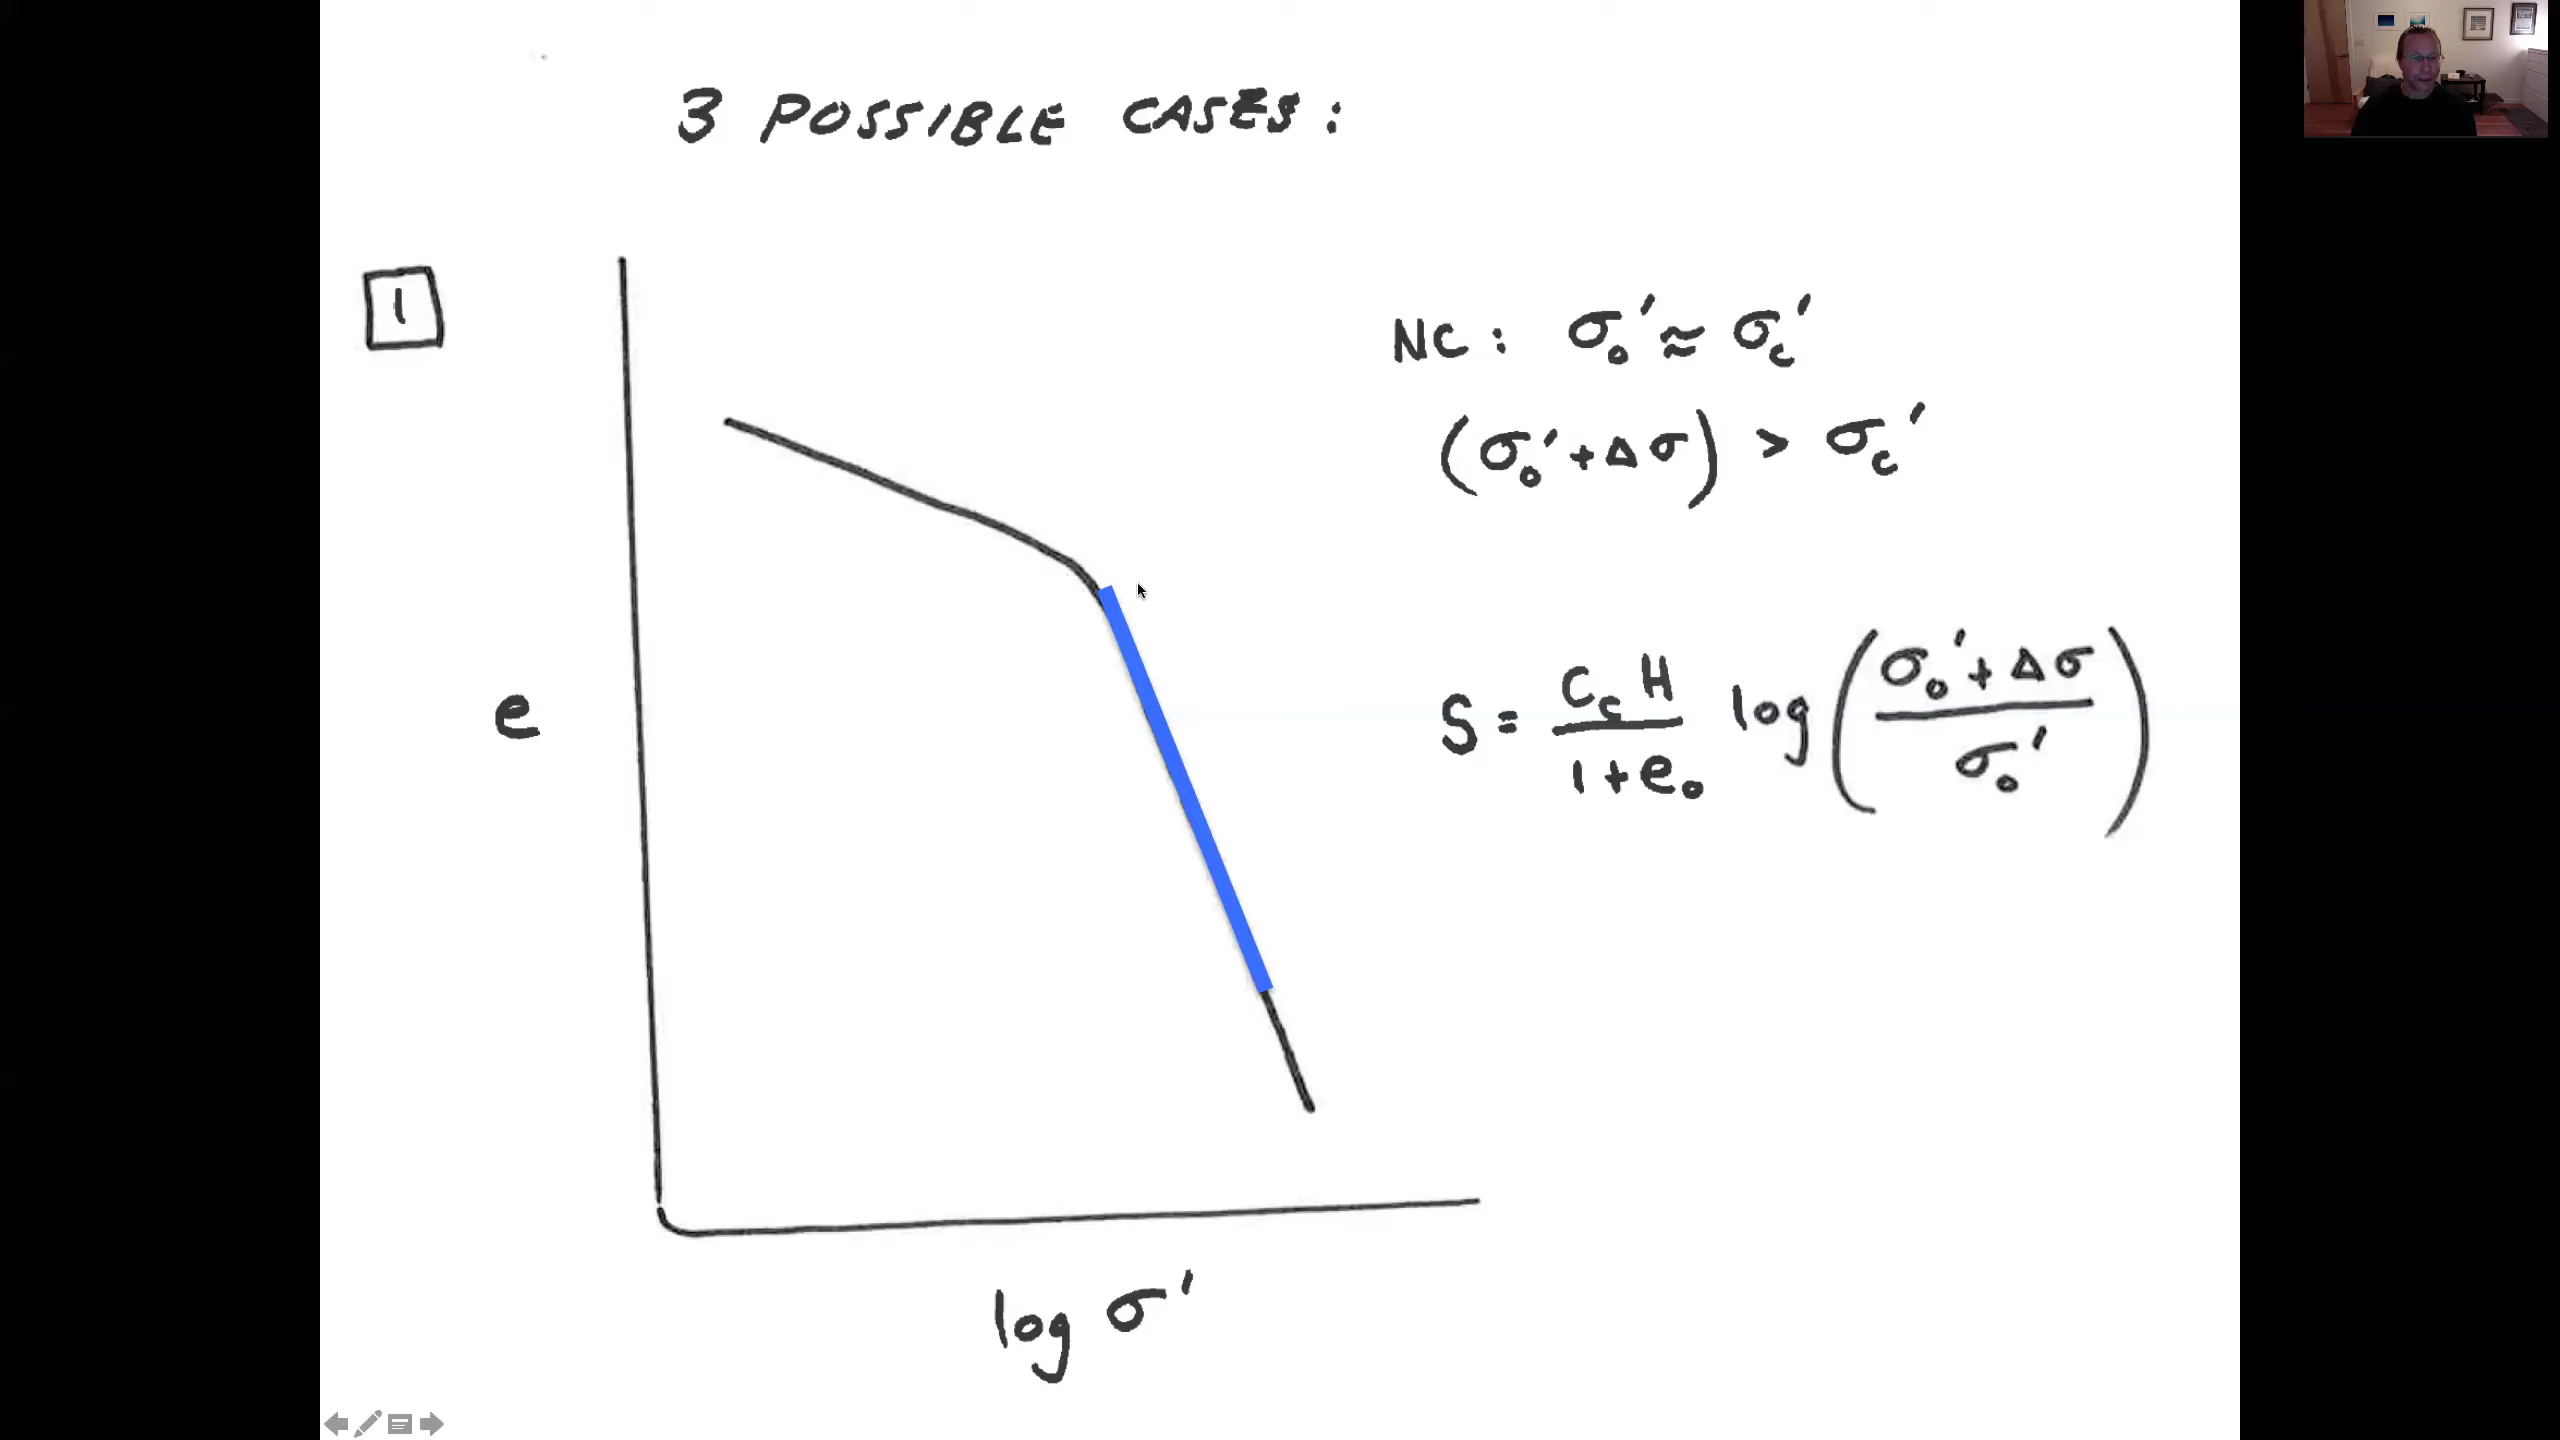 3 POSSIBLE CASES:
1
NC: σ₀' ≈ σc'
(σ₀' + Δσ) > σc'
e
S = CcH / (1 + e₀) log((σ₀' + Δσ) / σ₀')
log σ'